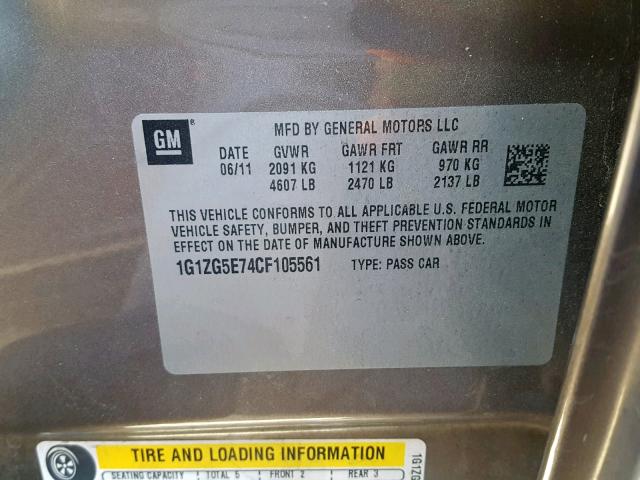 GM®
MFD BY GENERAL MOTORS LLC
DATE GVWR GAWR FRT GAWR RR
06/11 2091 KG 1121 KG 970 KG
4607 LB 2470 LB 2137 LB
THIS VEHICLE CONFORMS TO ALL APPLICABLE U.S. FEDERAL MOTOR
VEHICLE SAFETY, BUMPER, AND THEFT PREVENTION STANDARDS IN
EFFECT ON THE DATE OF MANUFACTURE SHOWN ABOVE.
1G1ZG5E74CF105561 TYPE: PASS CAR
TIRE AND LOADING INFORMATION
SEATING CAPACITY TOTAL 5 FRONT 2 REAR 3
1G1ZG